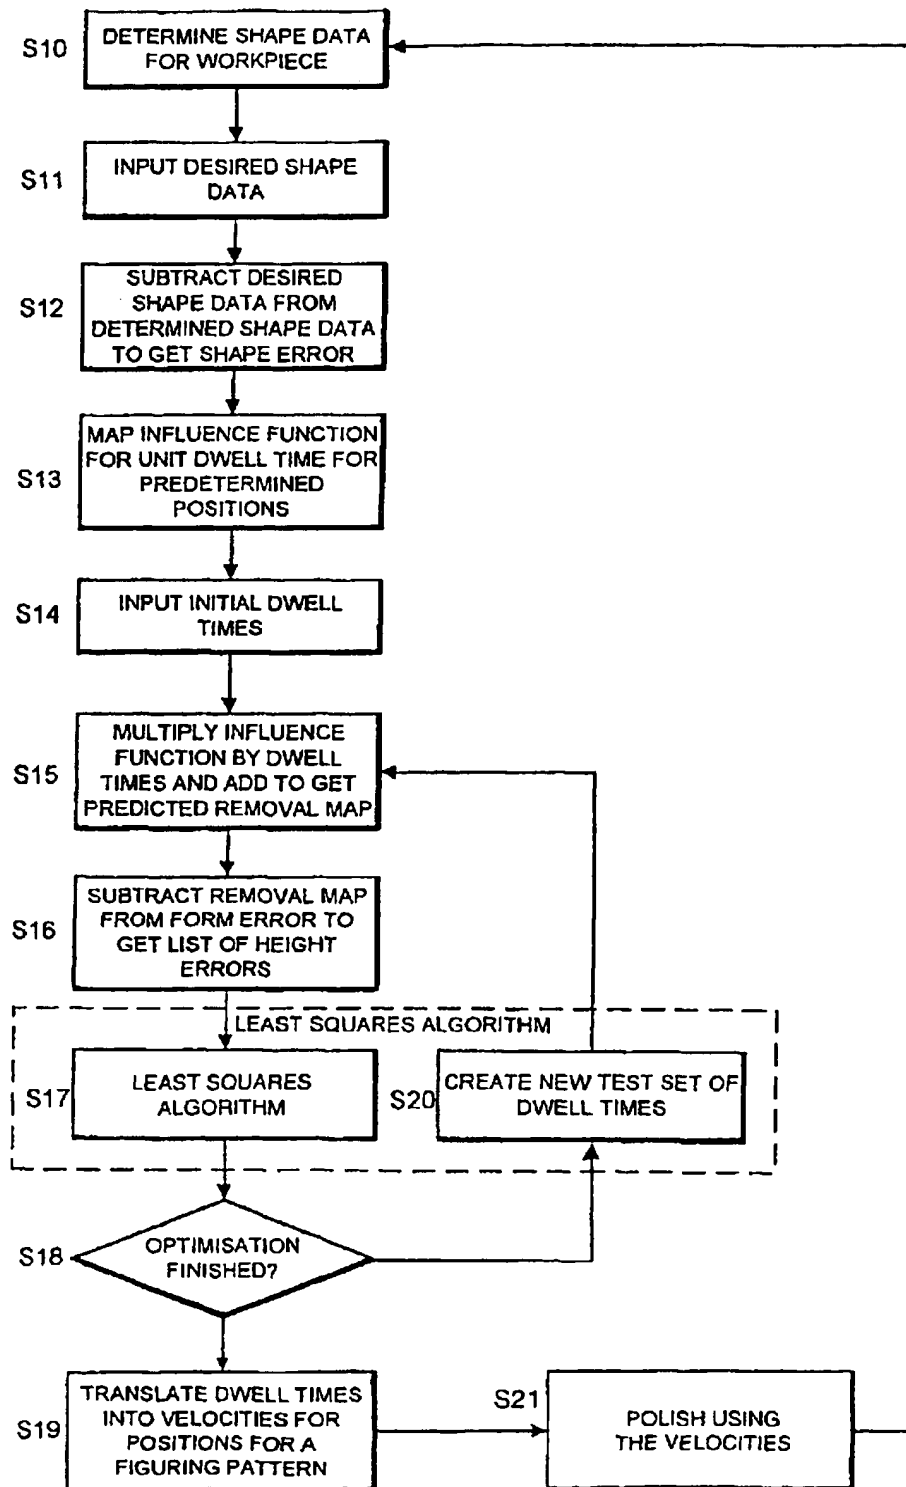 S10
DETERMINE SHAPE DATA
FOR WORKPIECE
S11
INPUT DESIRED SHAPE
DATA
S12
SUBTRACT DESIRED
SHAPE DATA FROM
DETERMINED SHAPE DATA
TO GET SHAPE ERROR
S13
MAP INFLUENCE FUNCTION
FOR UNIT DWELL TIME FOR
PREDETERMINED
POSITIONS
S14
INPUT INITIAL DWELL
TIMES
S15
MULTIPLY INFLUENCE
FUNCTION BY DWELL
TIMES AND ADD TO GET
PREDICTED REMOVAL MAP
S16
SUBTRACT REMOVAL MAP
FROM FORM ERROR TO
GET LIST OF HEIGHT
ERRORS
LEAST SQUARES ALGORITHM
S17
LEAST SQUARES
ALGORITHM
S20
CREATE NEW TEST SET OF
DWELL TIMES
S18
OPTIMISATION
FINISHED?
S19
TRANSLATE DWELL TIMES
INTO VELOCITIES FOR
POSITIONS FOR A
FIGURING PATTERN
S21
POLISH USING
THE VELOCITIES